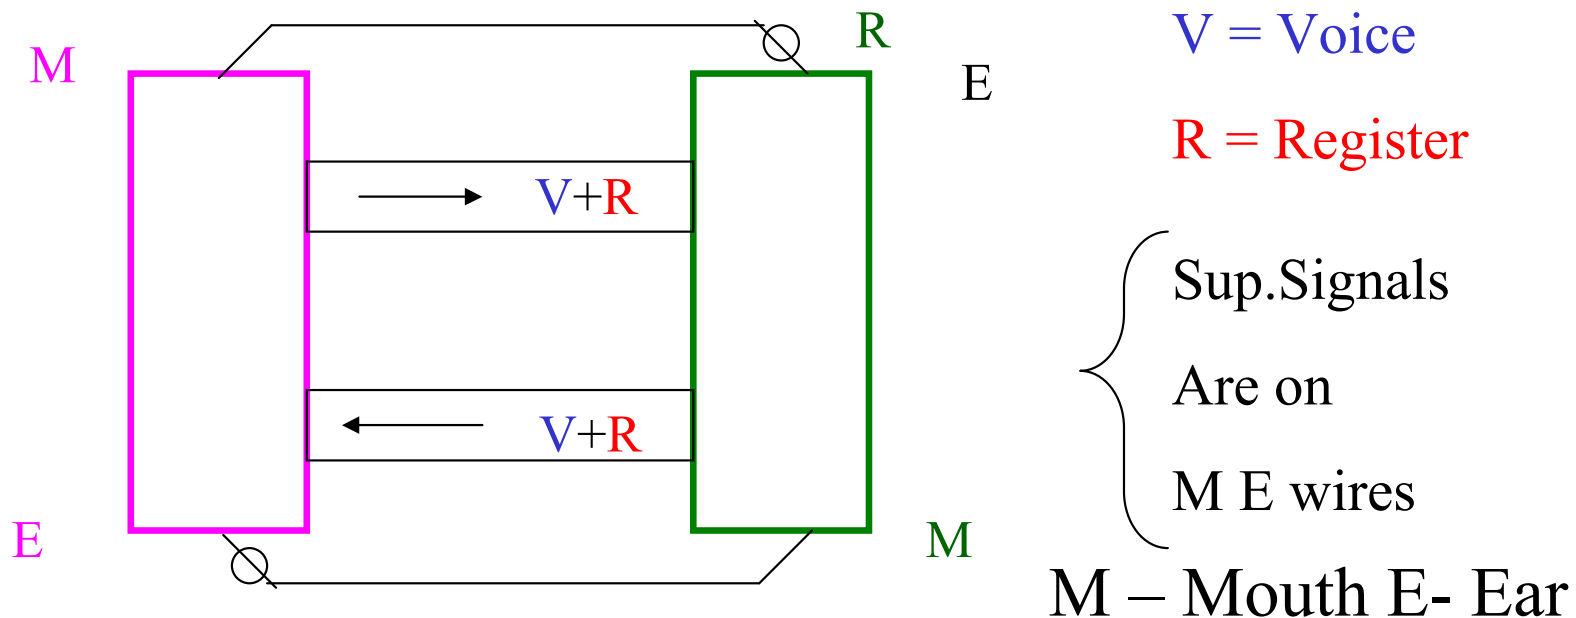 M
R
E
V+R
V+R
E
M
V = Voice
R = Register
Sup.Signals
Are on
M E wires
M – Mouth E- Ear